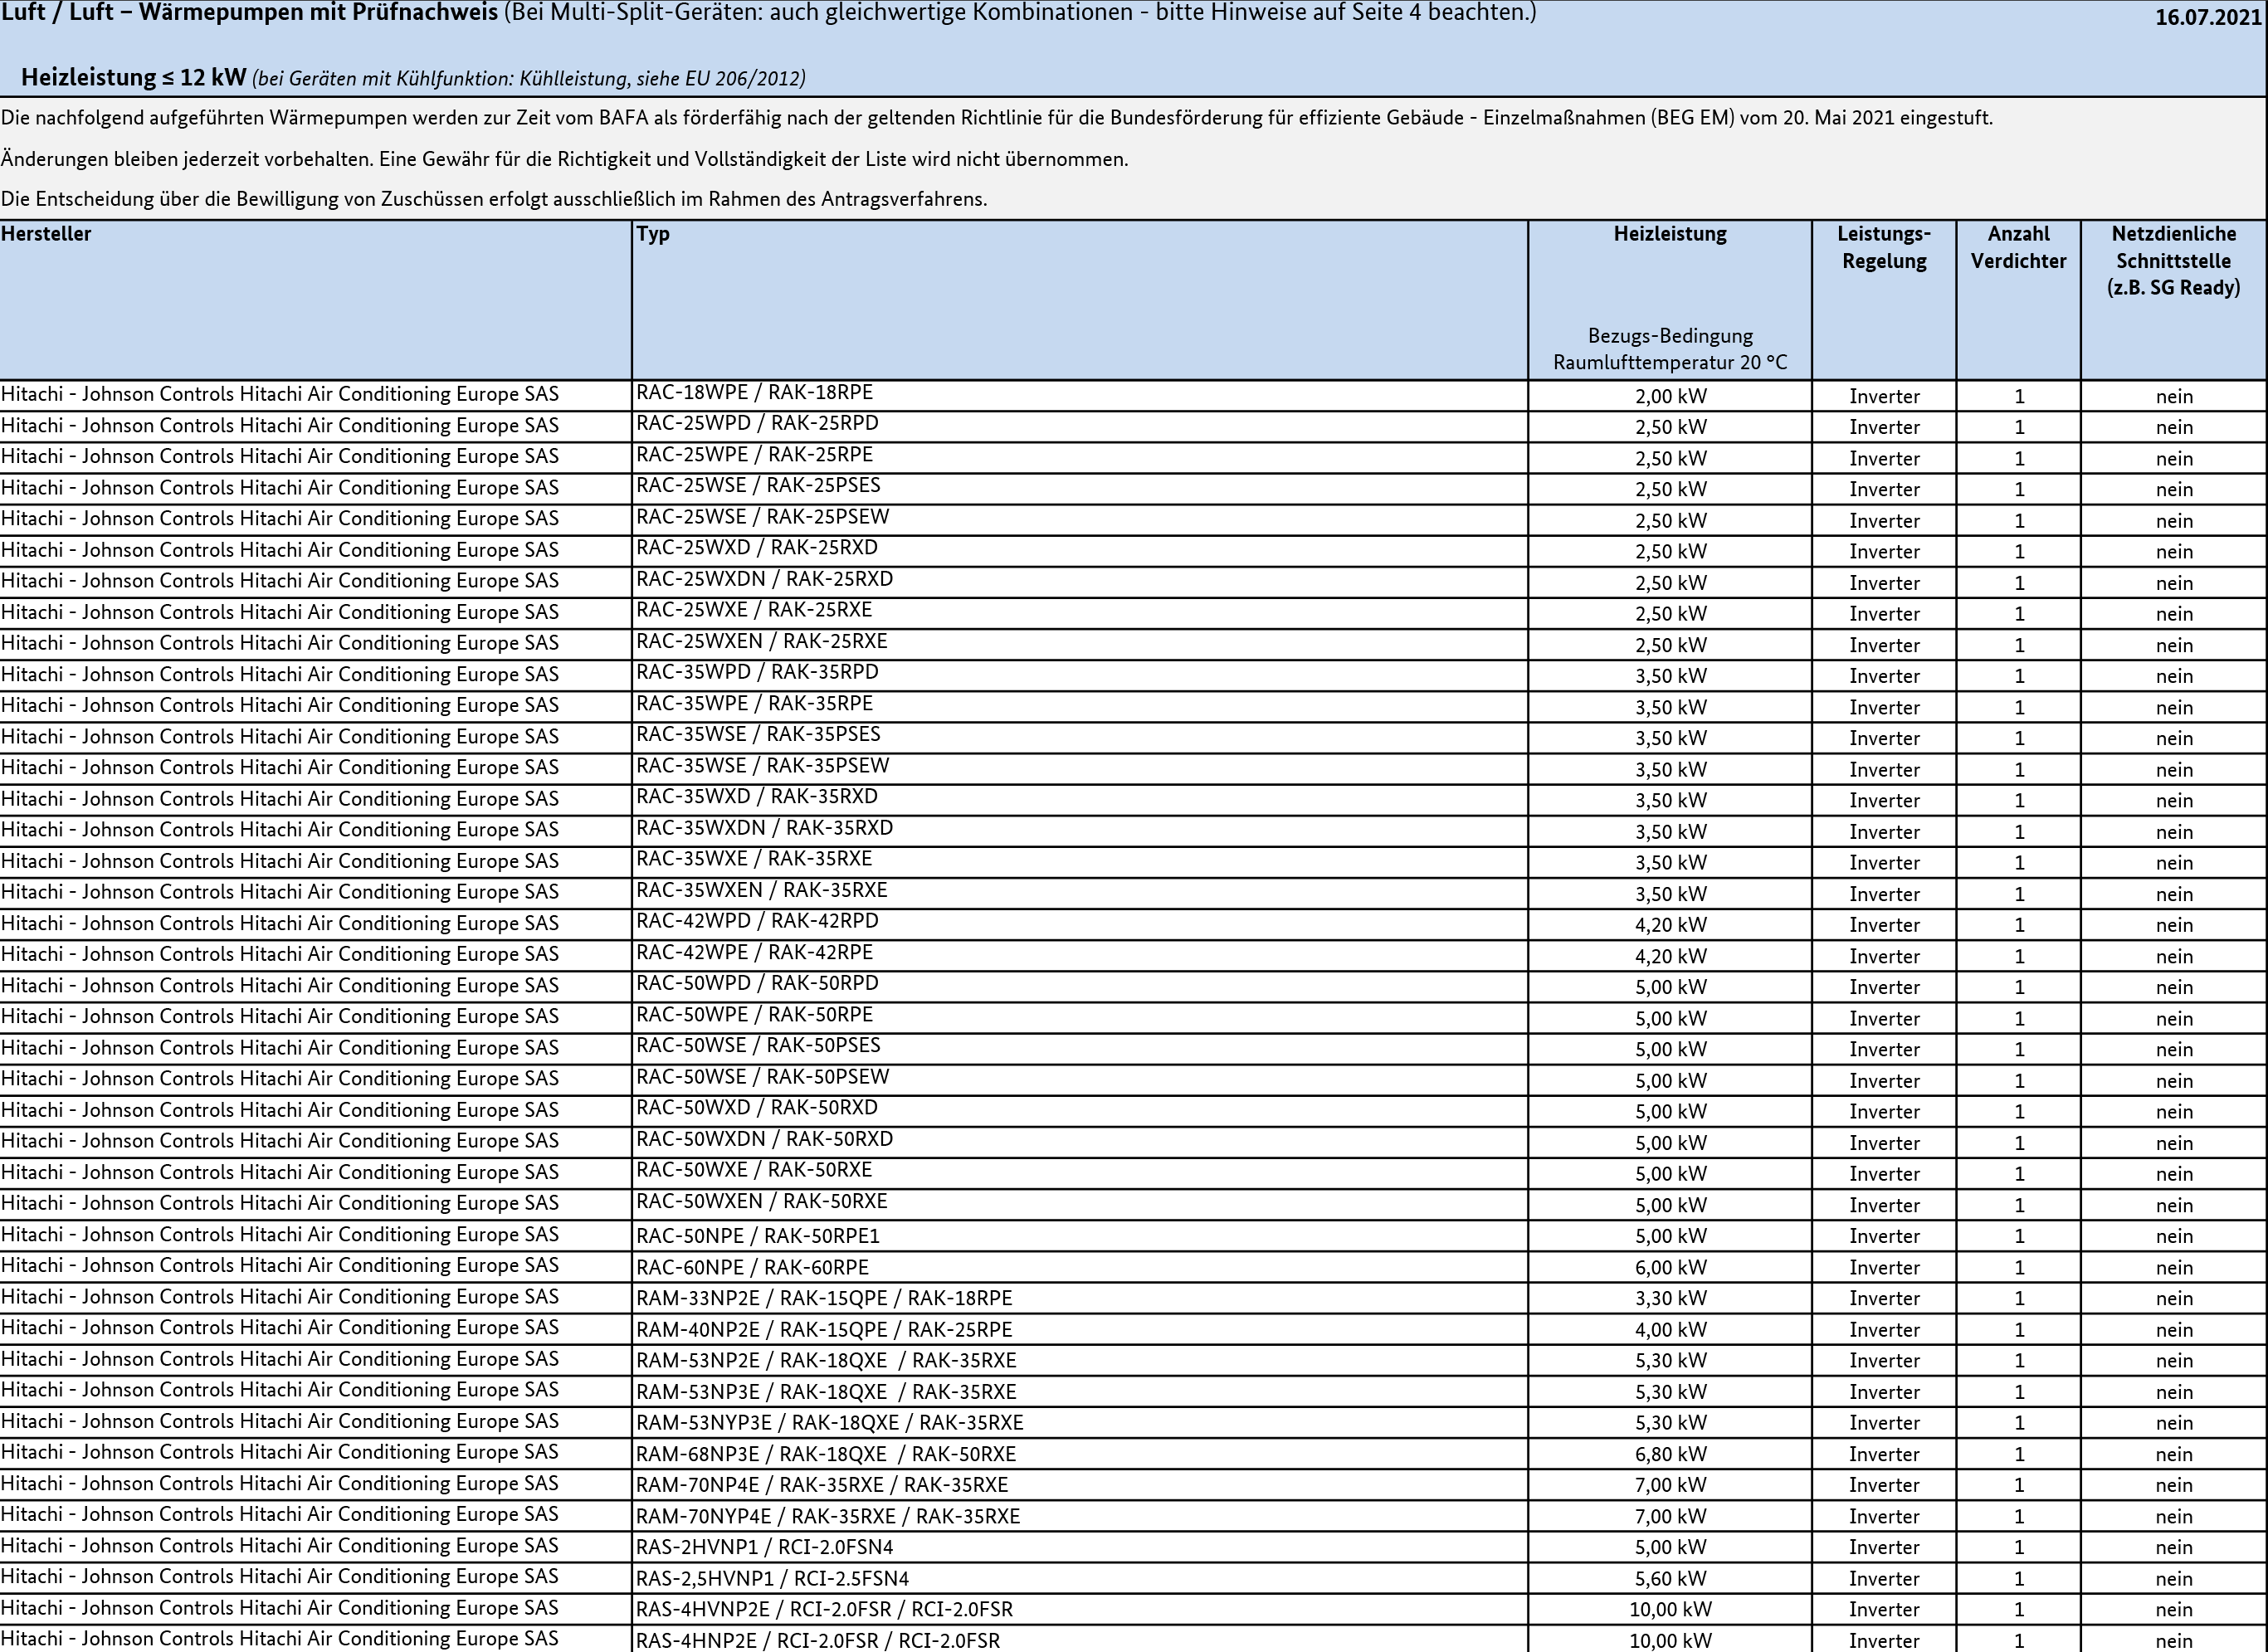 Luft / Luft – Wärmepumpen mit Prüfnachweis (Bei Multi-Split-Geräten: auch gleichwertige Kombinationen - bitte Hinweise auf Seite 4 beachten.) 16.07.2021
Heizleistung ≤ 12 kW (bei Geräten mit Kühlfunktion: Kühlleistung, siehe EU 206/2012)
Die nachfolgend aufgeführten Wärmepumpen werden zur Zeit vom BAFA als förderfähig nach der geltenden Richtlinie für die Bundesförderung für effiziente Gebäude - Einzelmaßnahmen (BEG EM) vom 20. Mai 2021 eingestuft.
Änderungen bleiben jederzeit vorbehalten. Eine Gewähr für die Richtigkeit und Vollständigkeit der Liste wird nicht übernommen.
Die Entscheidung über die Bewilligung von Zuschüssen erfolgt ausschließlich im Rahmen des Antragsverfahrens.
Hersteller Typ Heizleistung Leistungs- Anzahl Netzdienliche
Regelung Verdichter Schnittstelle
(z.B. SG Ready)
Bezugs-Bedingung
Raumlufttemperatur 20 °C
Hitachi - Johnson Controls Hitachi Air Conditioning Europe SAS RAC-18WPE / RAK-18RPE 2,00 kW Inverter 1 nein
Hitachi - Johnson Controls Hitachi Air Conditioning Europe SAS RAC-25WPD / RAK-25RPD 2,50 kW Inverter 1 nein
Hitachi - Johnson Controls Hitachi Air Conditioning Europe SAS RAC-25WPE / RAK-25RPE 2,50 kW Inverter 1 nein
Hitachi - Johnson Controls Hitachi Air Conditioning Europe SAS RAC-25WSE / RAK-25PSES 2,50 kW Inverter 1 nein
Hitachi - Johnson Controls Hitachi Air Conditioning Europe SAS RAC-25WSE / RAK-25PSEW 2,50 kW Inverter 1 nein
Hitachi - Johnson Controls Hitachi Air Conditioning Europe SAS RAC-25WXD / RAK-25RXD 2,50 kW Inverter 1 nein
Hitachi - Johnson Controls Hitachi Air Conditioning Europe SAS RAC-25WXDN / RAK-25RXD 2,50 kW Inverter 1 nein
Hitachi - Johnson Controls Hitachi Air Conditioning Europe SAS RAC-25WXE / RAK-25RXE 2,50 kW Inverter 1 nein
Hitachi - Johnson Controls Hitachi Air Conditioning Europe SAS RAC-25WXEN / RAK-25RXE 2,50 kW Inverter 1 nein
Hitachi - Johnson Controls Hitachi Air Conditioning Europe SAS RAC-35WPD / RAK-35RPD 3,50 kW Inverter 1 nein
Hitachi - Johnson Controls Hitachi Air Conditioning Europe SAS RAC-35WPE / RAK-35RPE 3,50 kW Inverter 1 nein
Hitachi - Johnson Controls Hitachi Air Conditioning Europe SAS RAC-35WSE / RAK-35PSES 3,50 kW Inverter 1 nein
Hitachi - Johnson Controls Hitachi Air Conditioning Europe SAS RAC-35WSE / RAK-35PSEW 3,50 kW Inverter 1 nein
Hitachi - Johnson Controls Hitachi Air Conditioning Europe SAS RAC-35WXD / RAK-35RXD 3,50 kW Inverter 1 nein
Hitachi - Johnson Controls Hitachi Air Conditioning Europe SAS RAC-35WXDN / RAK-35RXD 3,50 kW Inverter 1 nein
Hitachi - Johnson Controls Hitachi Air Conditioning Europe SAS RAC-35WXE / RAK-35RXE 3,50 kW Inverter 1 nein
Hitachi - Johnson Controls Hitachi Air Conditioning Europe SAS RAC-35WXEN / RAK-35RXE 3,50 kW Inverter 1 nein
Hitachi - Johnson Controls Hitachi Air Conditioning Europe SAS RAC-42WPD / RAK-42RPD 4,20 kW Inverter 1 nein
Hitachi - Johnson Controls Hitachi Air Conditioning Europe SAS RAC-42WPE / RAK-42RPE 4,20 kW Inverter 1 nein
Hitachi - Johnson Controls Hitachi Air Conditioning Europe SAS RAC-50WPD / RAK-50RPD 5,00 kW Inverter 1 nein
Hitachi - Johnson Controls Hitachi Air Conditioning Europe SAS RAC-50WPE / RAK-50RPE 5,00 kW Inverter 1 nein
Hitachi - Johnson Controls Hitachi Air Conditioning Europe SAS RAC-50WSE / RAK-50PSES 5,00 kW Inverter 1 nein
Hitachi - Johnson Controls Hitachi Air Conditioning Europe SAS RAC-50WSE / RAK-50PSEW 5,00 kW Inverter 1 nein
Hitachi - Johnson Controls Hitachi Air Conditioning Europe SAS RAC-50WXD / RAK-50RXD 5,00 kW Inverter 1 nein
Hitachi - Johnson Controls Hitachi Air Conditioning Europe SAS RAC-50WXDN / RAK-50RXD 5,00 kW Inverter 1 nein
Hitachi - Johnson Controls Hitachi Air Conditioning Europe SAS RAC-50WXE / RAK-50RXE 5,00 kW Inverter 1 nein
Hitachi - Johnson Controls Hitachi Air Conditioning Europe SAS RAC-50WXEN / RAK-50RXE 5,00 kW Inverter 1 nein
Hitachi - Johnson Controls Hitachi Air Conditioning Europe SAS RAC-50NPE / RAK-50RPE1 5,00 kW Inverter 1 nein
Hitachi - Johnson Controls Hitachi Air Conditioning Europe SAS RAC-60NPE / RAK-60RPE 6,00 kW Inverter 1 nein
Hitachi - Johnson Controls Hitachi Air Conditioning Europe SAS RAM-33NP2E / RAK-15QPE / RAK-18RPE 3,30 kW Inverter 1 nein
Hitachi - Johnson Controls Hitachi Air Conditioning Europe SAS RAM-40NP2E / RAK-15QPE / RAK-25RPE 4,00 kW Inverter 1 nein
Hitachi - Johnson Controls Hitachi Air Conditioning Europe SAS RAM-53NP2E / RAK-18QXE / RAK-35RXE 5,30 kW Inverter 1 nein
Hitachi - Johnson Controls Hitachi Air Conditioning Europe SAS RAM-53NP3E / RAK-18QXE / RAK-35RXE 5,30 kW Inverter 1 nein
Hitachi - Johnson Controls Hitachi Air Conditioning Europe SAS RAM-53NYP3E / RAK-18QXE / RAK-35RXE 5,30 kW Inverter 1 nein
Hitachi - Johnson Controls Hitachi Air Conditioning Europe SAS RAM-68NP3E / RAK-18QXE / RAK-50RXE 6,80 kW Inverter 1 nein
Hitachi - Johnson Controls Hitachi Air Conditioning Europe SAS RAM-70NP4E / RAK-35RXE / RAK-35RXE 7,00 kW Inverter 1 nein
Hitachi - Johnson Controls Hitachi Air Conditioning Europe SAS RAM-70NYP4E / RAK-35RXE / RAK-35RXE 7,00 kW Inverter 1 nein
Hitachi - Johnson Controls Hitachi Air Conditioning Europe SAS RAS-2HVNP1 / RCI-2.0FSN4 5,00 kW Inverter 1 nein
Hitachi - Johnson Controls Hitachi Air Conditioning Europe SAS RAS-2,5HVNP1 / RCI-2.5FSN4 5,60 kW Inverter 1 nein
Hitachi - Johnson Controls Hitachi Air Conditioning Europe SAS RAS-4HVNP2E / RCI-2.0FSR / RCI-2.0FSR 10,00 kW Inverter 1 nein
Hitachi - Johnson Controls Hitachi Air Conditioning Europe SAS RAS-4HNP2E / RCI-2.0FSR / RCI-2.0FSR 10,00 kW Inverter 1 nein